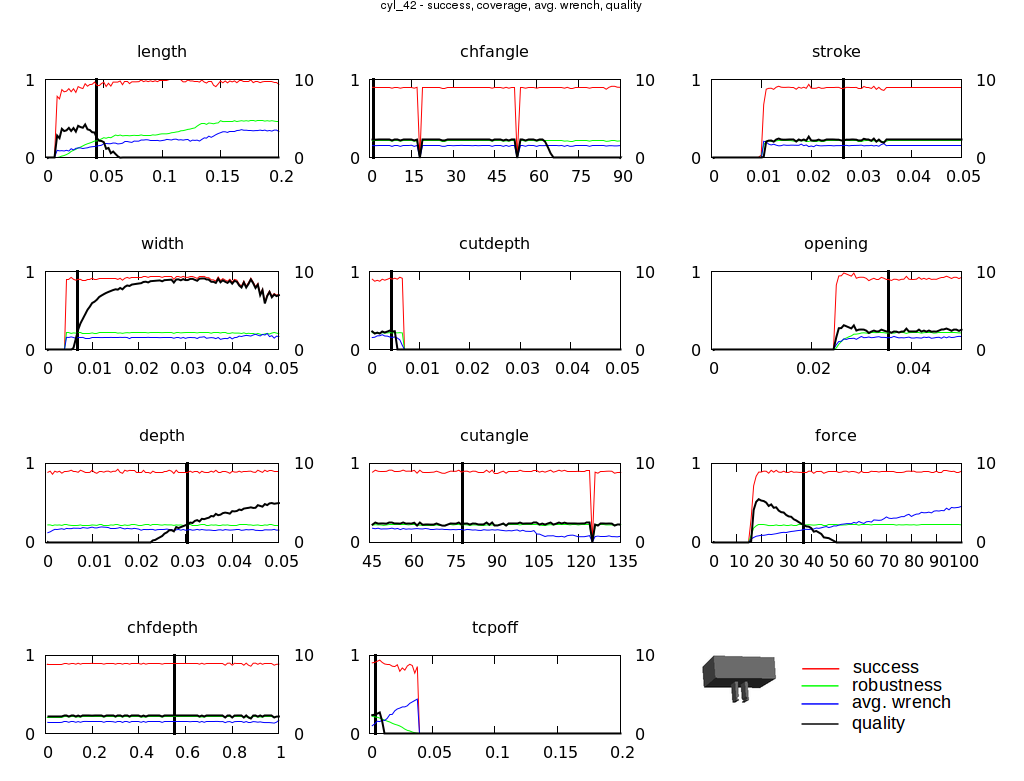 cyl_42 - success, coverage, avg. wrench, quality
length chfangle stroke
1 10 1 10 1 10
0 0 0 0 0 0
0 0.05 0.1 0.15 0.2 0 15 30 45 60 75 90 0 0.01 0.02 0.03 0.04 0.05
width cutdepth opening
1 10 1 10 1 10
0 0 0 0 0 0
0 0.01 0.02 0.03 0.04 0.05 0 0.01 0.02 0.03 0.04 0.05 0 0.02 0.04
depth cutangle force
1 10 1 10 1 10
0 0 0 0 0 0
0 0.01 0.02 0.03 0.04 0.05 45 60 75 90 105 120 135 0 10 20 30 40 50 60 70 80 90100
chfdepth tcpoff
1 10 1 10
success
robustness
avg. wrench
quality
0 0 0 0
0 0.2 0.4 0.6 0.8 1 0 0.05 0.1 0.15 0.2